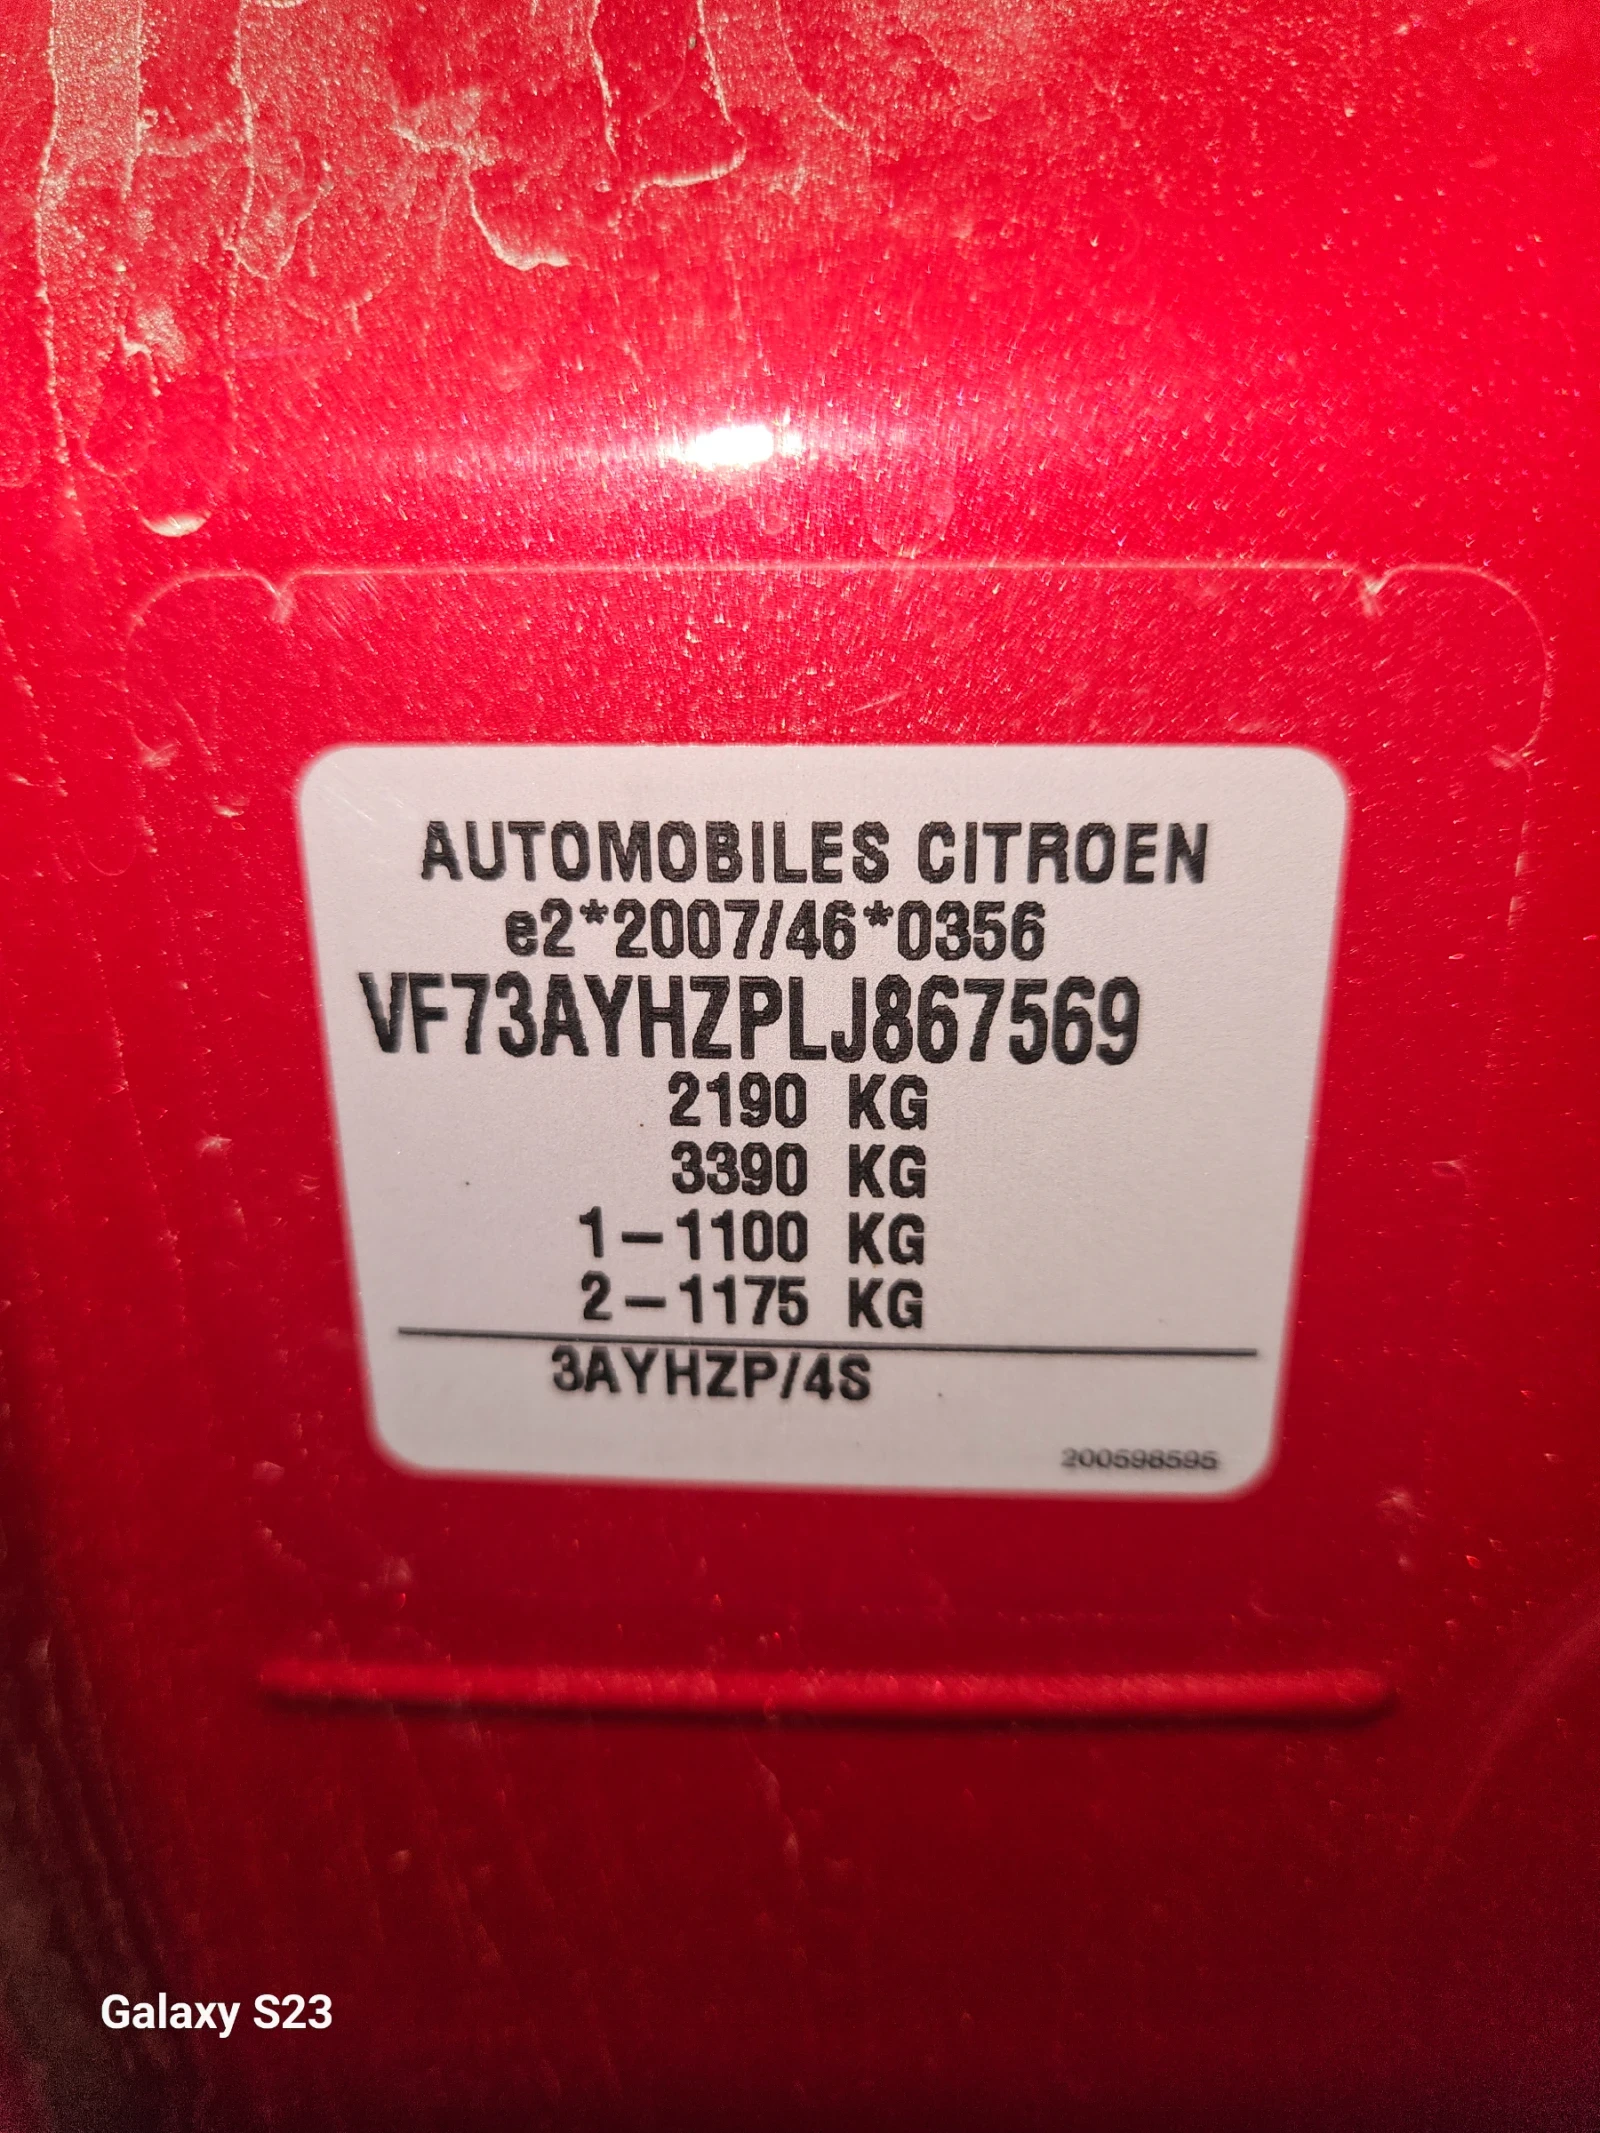 AUTOMOBILES CITROEN
e2*2007/46*0356
VF73AYHZPLJ867569
2190 KG
3390 KG
1-1100 KG
2-1175 KG
3AYHZP/4S
200598595
Galaxy S23